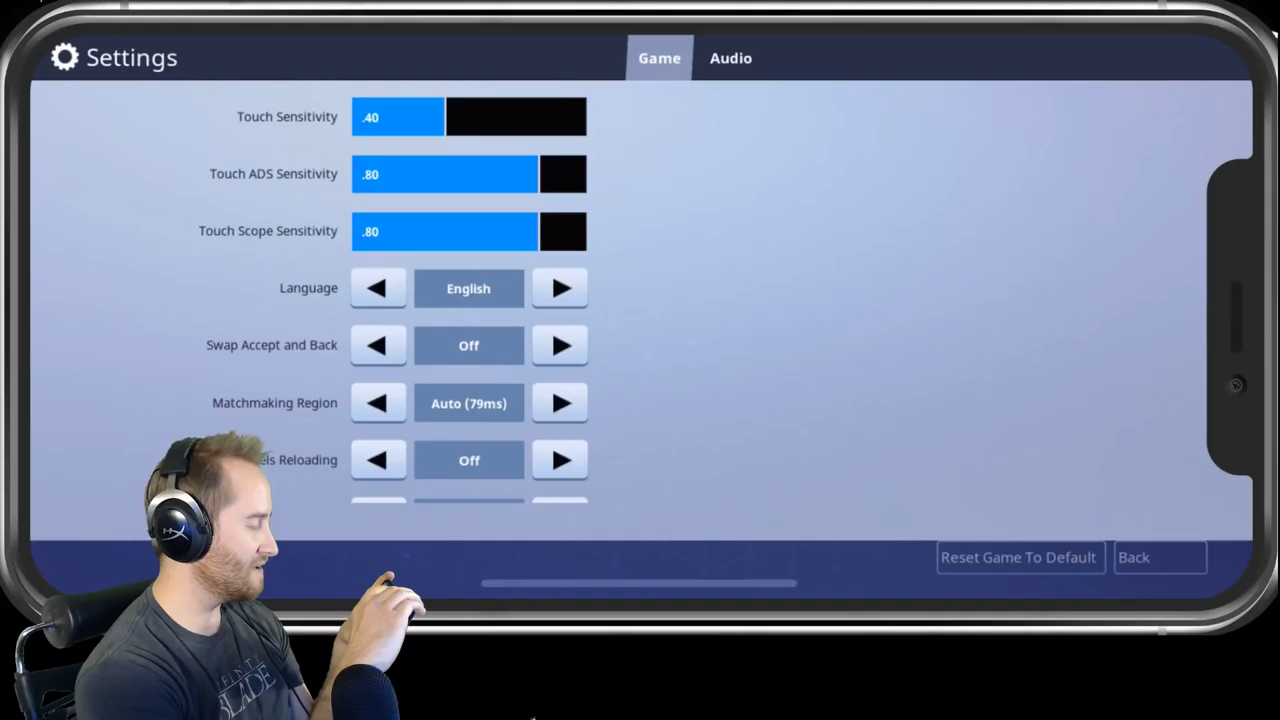 Settings
Game
Audio
Touch Sensitivity
.40
Touch ADS Sensitivity
.80
Touch Scope Sensitivity
.80
Language
English
Swap Accept and Back
Off
Matchmaking Region
Auto (79ms)
Reloading
Off
Reset Game To Default
Back
BLADE